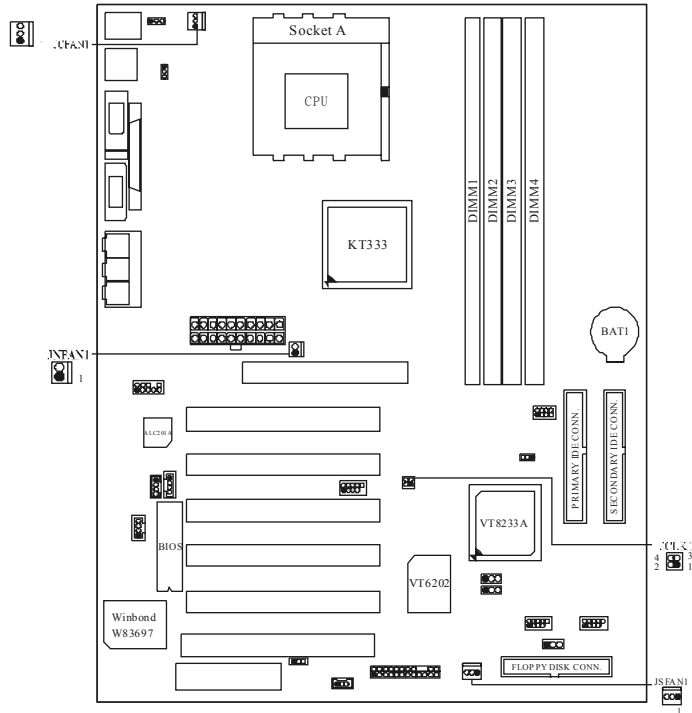 JCFAN1
Socket A
CPU
DIMM1
DIMM2
DIMM3
DIMM4
KT333
BAT1
JNFAN1
1
ALC201A
PRIMARY IDE CONN.
SECONDARY IDE CONN.
BIOS
VT8233A
4 3
2 1
VT6202
Winbond
W83697
FLOPPY DISK CONN.
JSFAN1
1